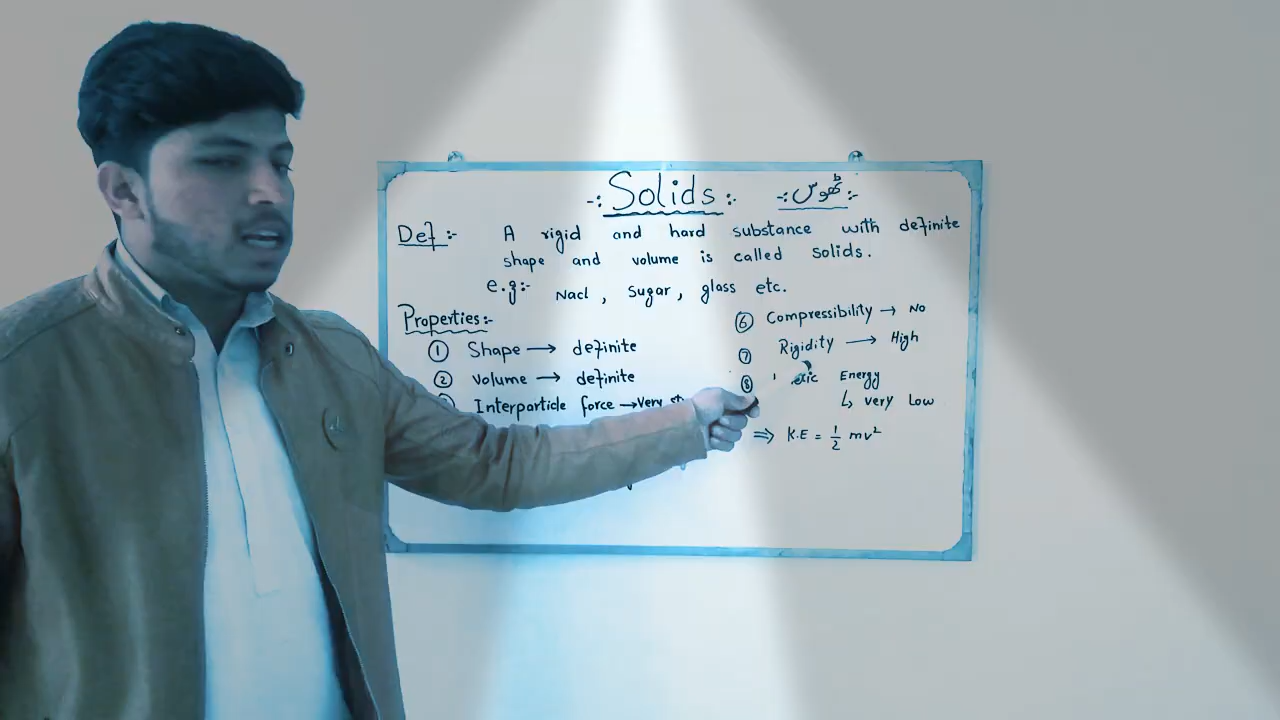 -: Solids :-
-: ٹھوس :-
Def :- A rigid and hard substance with definite
shape and volume is called solids.
e.g:- Nacl, sugar, glass etc.
Properties:-
① Shape → definite
② volume → definite
Interparticle force → very
⑥ Compressibility → No
⑦ Rigidity → High
⑧ Energy
↳ very Low
⇒ K.E = 1/2 mv²